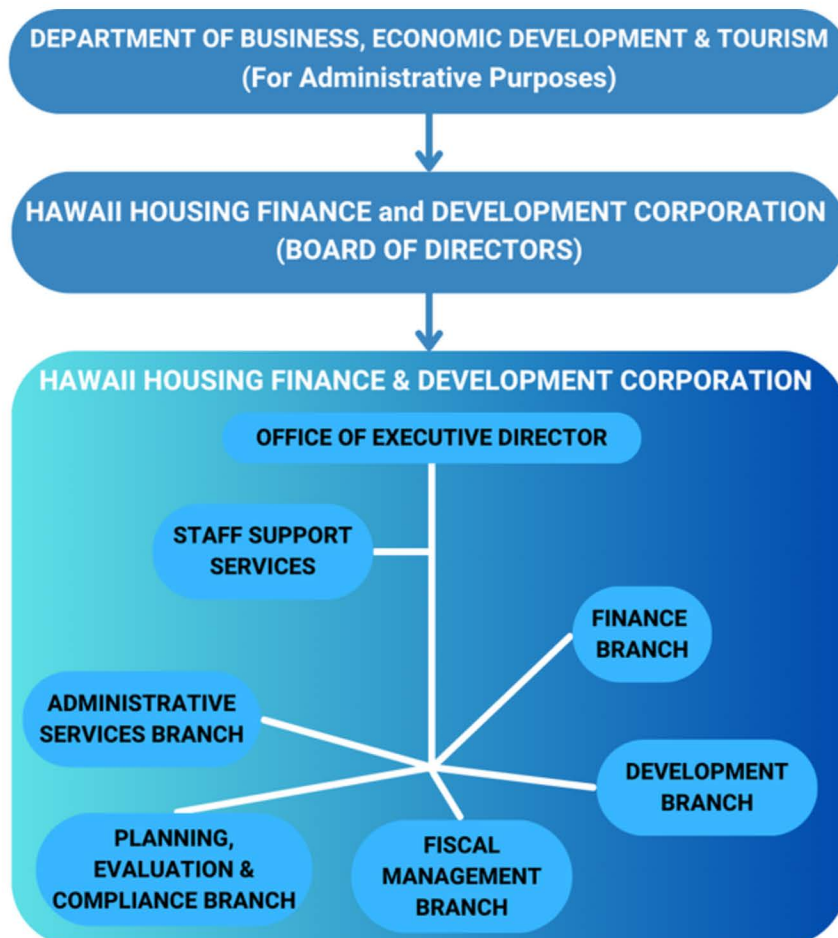 DEPARTMENT OF BUSINESS, ECONOMIC DEVELOPMENT & TOURISM
(For Administrative Purposes)
HAWAII HOUSING FINANCE and DEVELOPMENT CORPORATION
(BOARD OF DIRECTORS)
HAWAII HOUSING FINANCE & DEVELOPMENT CORPORATION
OFFICE OF EXECUTIVE DIRECTOR
STAFF SUPPORT
SERVICES
FINANCE
BRANCH
ADMINISTRATIVE
SERVICES BRANCH
DEVELOPMENT
BRANCH
PLANNING,
EVALUATION &
COMPLIANCE BRANCH
FISCAL
MANAGEMENT
BRANCH